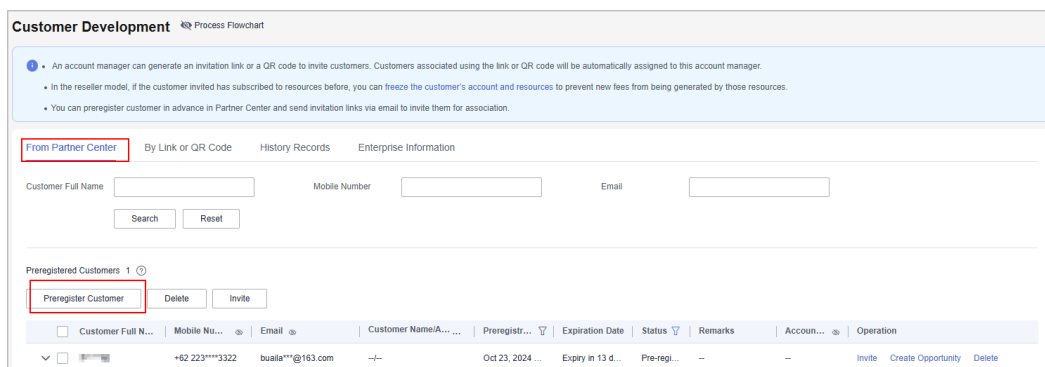 Customer Development Process Flowchart
• An account manager can generate an invitation link or a QR code to invite customers. Customers associated using the link or QR code will be automatically assigned to this account manager.
• In the reseller model, if the customer invited has subscribed to resources before, you can freeze the customer's account and resources to prevent new fees from being generated by those resources.
• You can preregister customer in advance in Partner Center and send invitation links via email to invite them for association.
From Partner Center By Link or QR Code History Records Enterprise Information
Customer Full Name Mobile Number Email
Search Reset
Preregistered Customers 1
Preregister Customer Delete Invite
Customer Full N... Mobile Nu... Email Customer Name/A... ... Preregistr... Expiration Date Status Remarks Accoun... Operation
+62 223****3322 buaila***@163.com --/-- Oct 23, 2024 ... Expiry in 13 d... Pre-regi... -- -- Invite Create Opportunity Delete